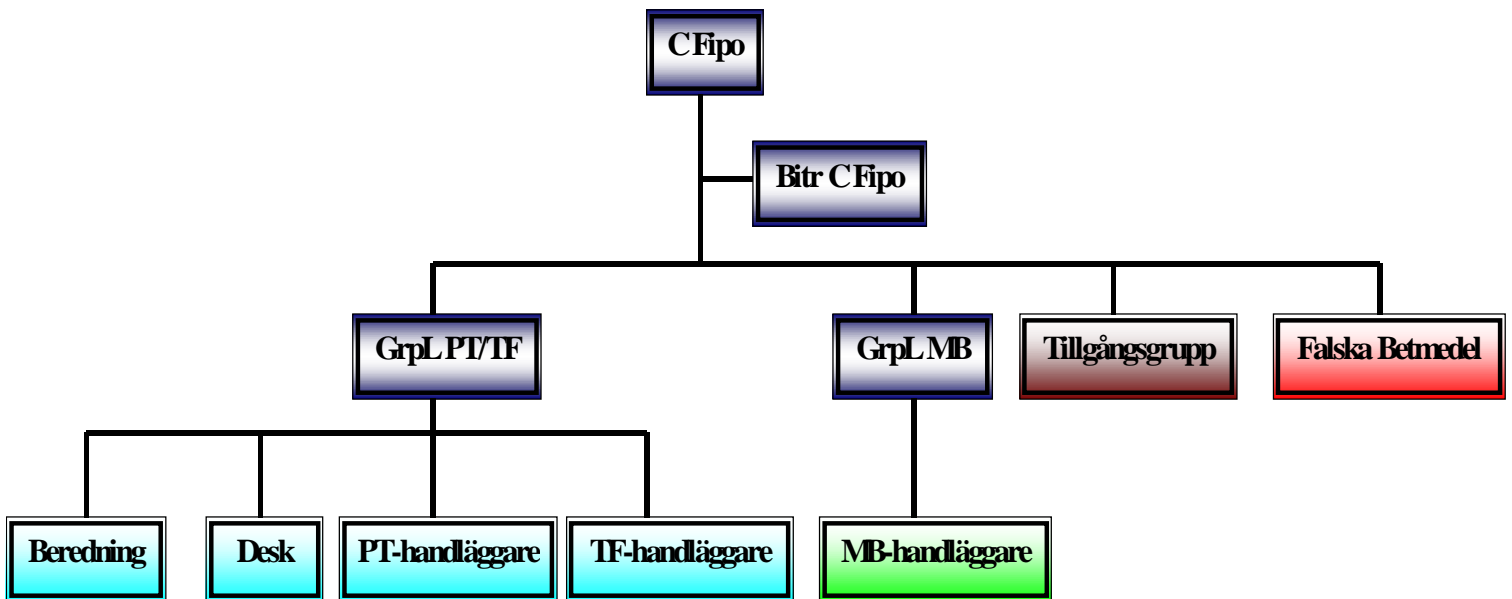 C Fipo
Bitr C Fipo
GrpL PT/TF
GrpL MB
Tillgångsgrupp
Falska Betmedel
Beredning
Desk
PT-handläggare
TF-handläggare
MB-handläggare